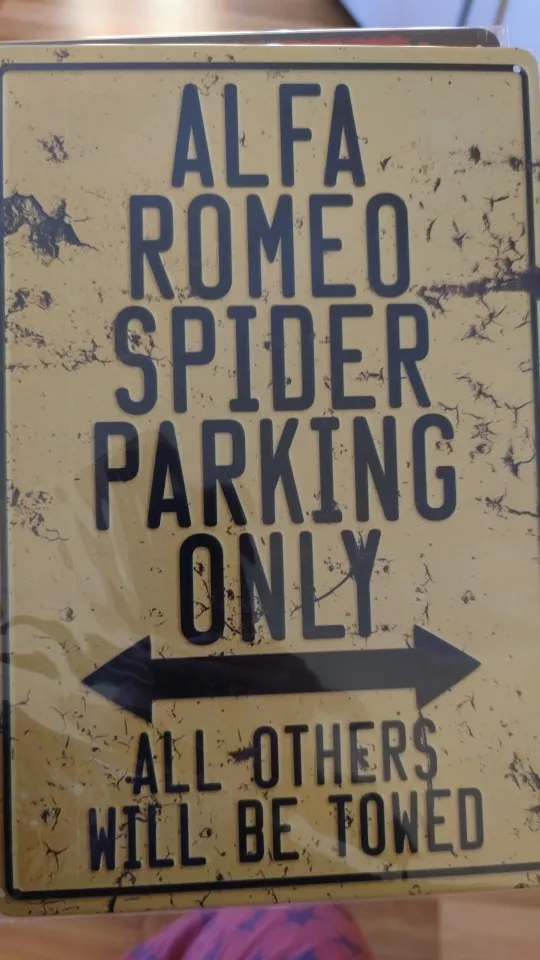 ALFA
ROMEO
SPIDER
PARKING
ONLY
ALL OTHERS
WILL BE TOWED